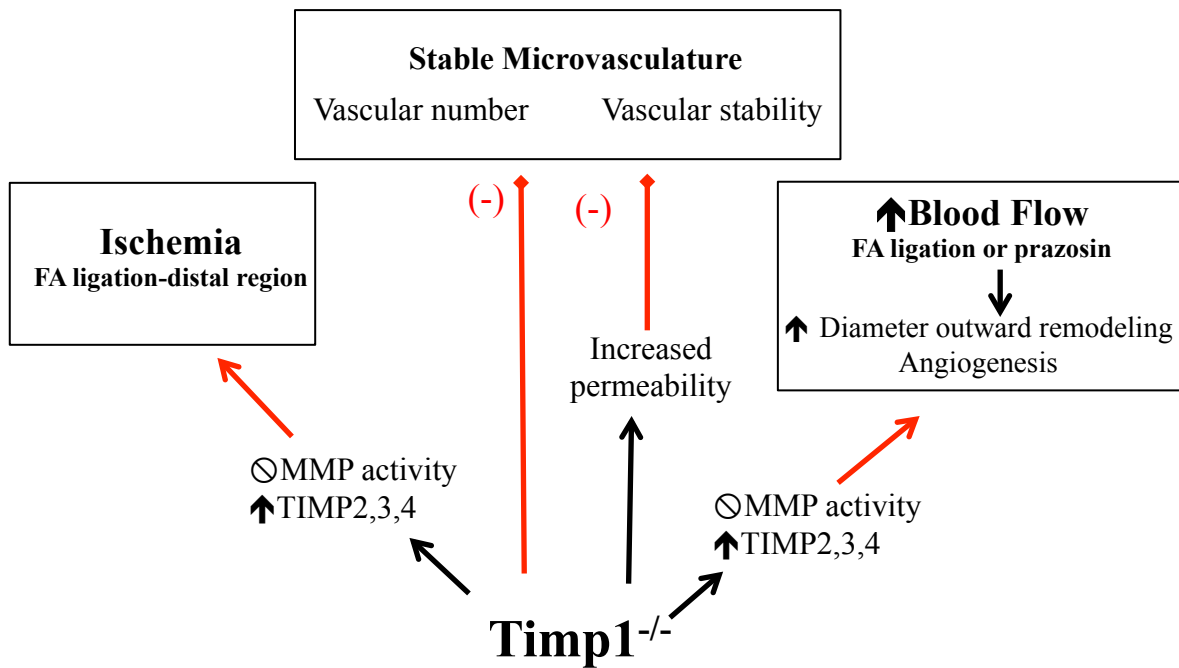 Stable Microvasculature
Vascular number Vascular stability
(-) (-)
Ischemia
FA ligation-distal region
🡅Blood Flow
FA ligation or prazosin
🡅 Diameter outward remodeling
Angiogenesis
Increased
permeability
🛇MMP activity
🡅TIMP2,3,4
🛇MMP activity
🡅TIMP2,3,4
Timp1-/-